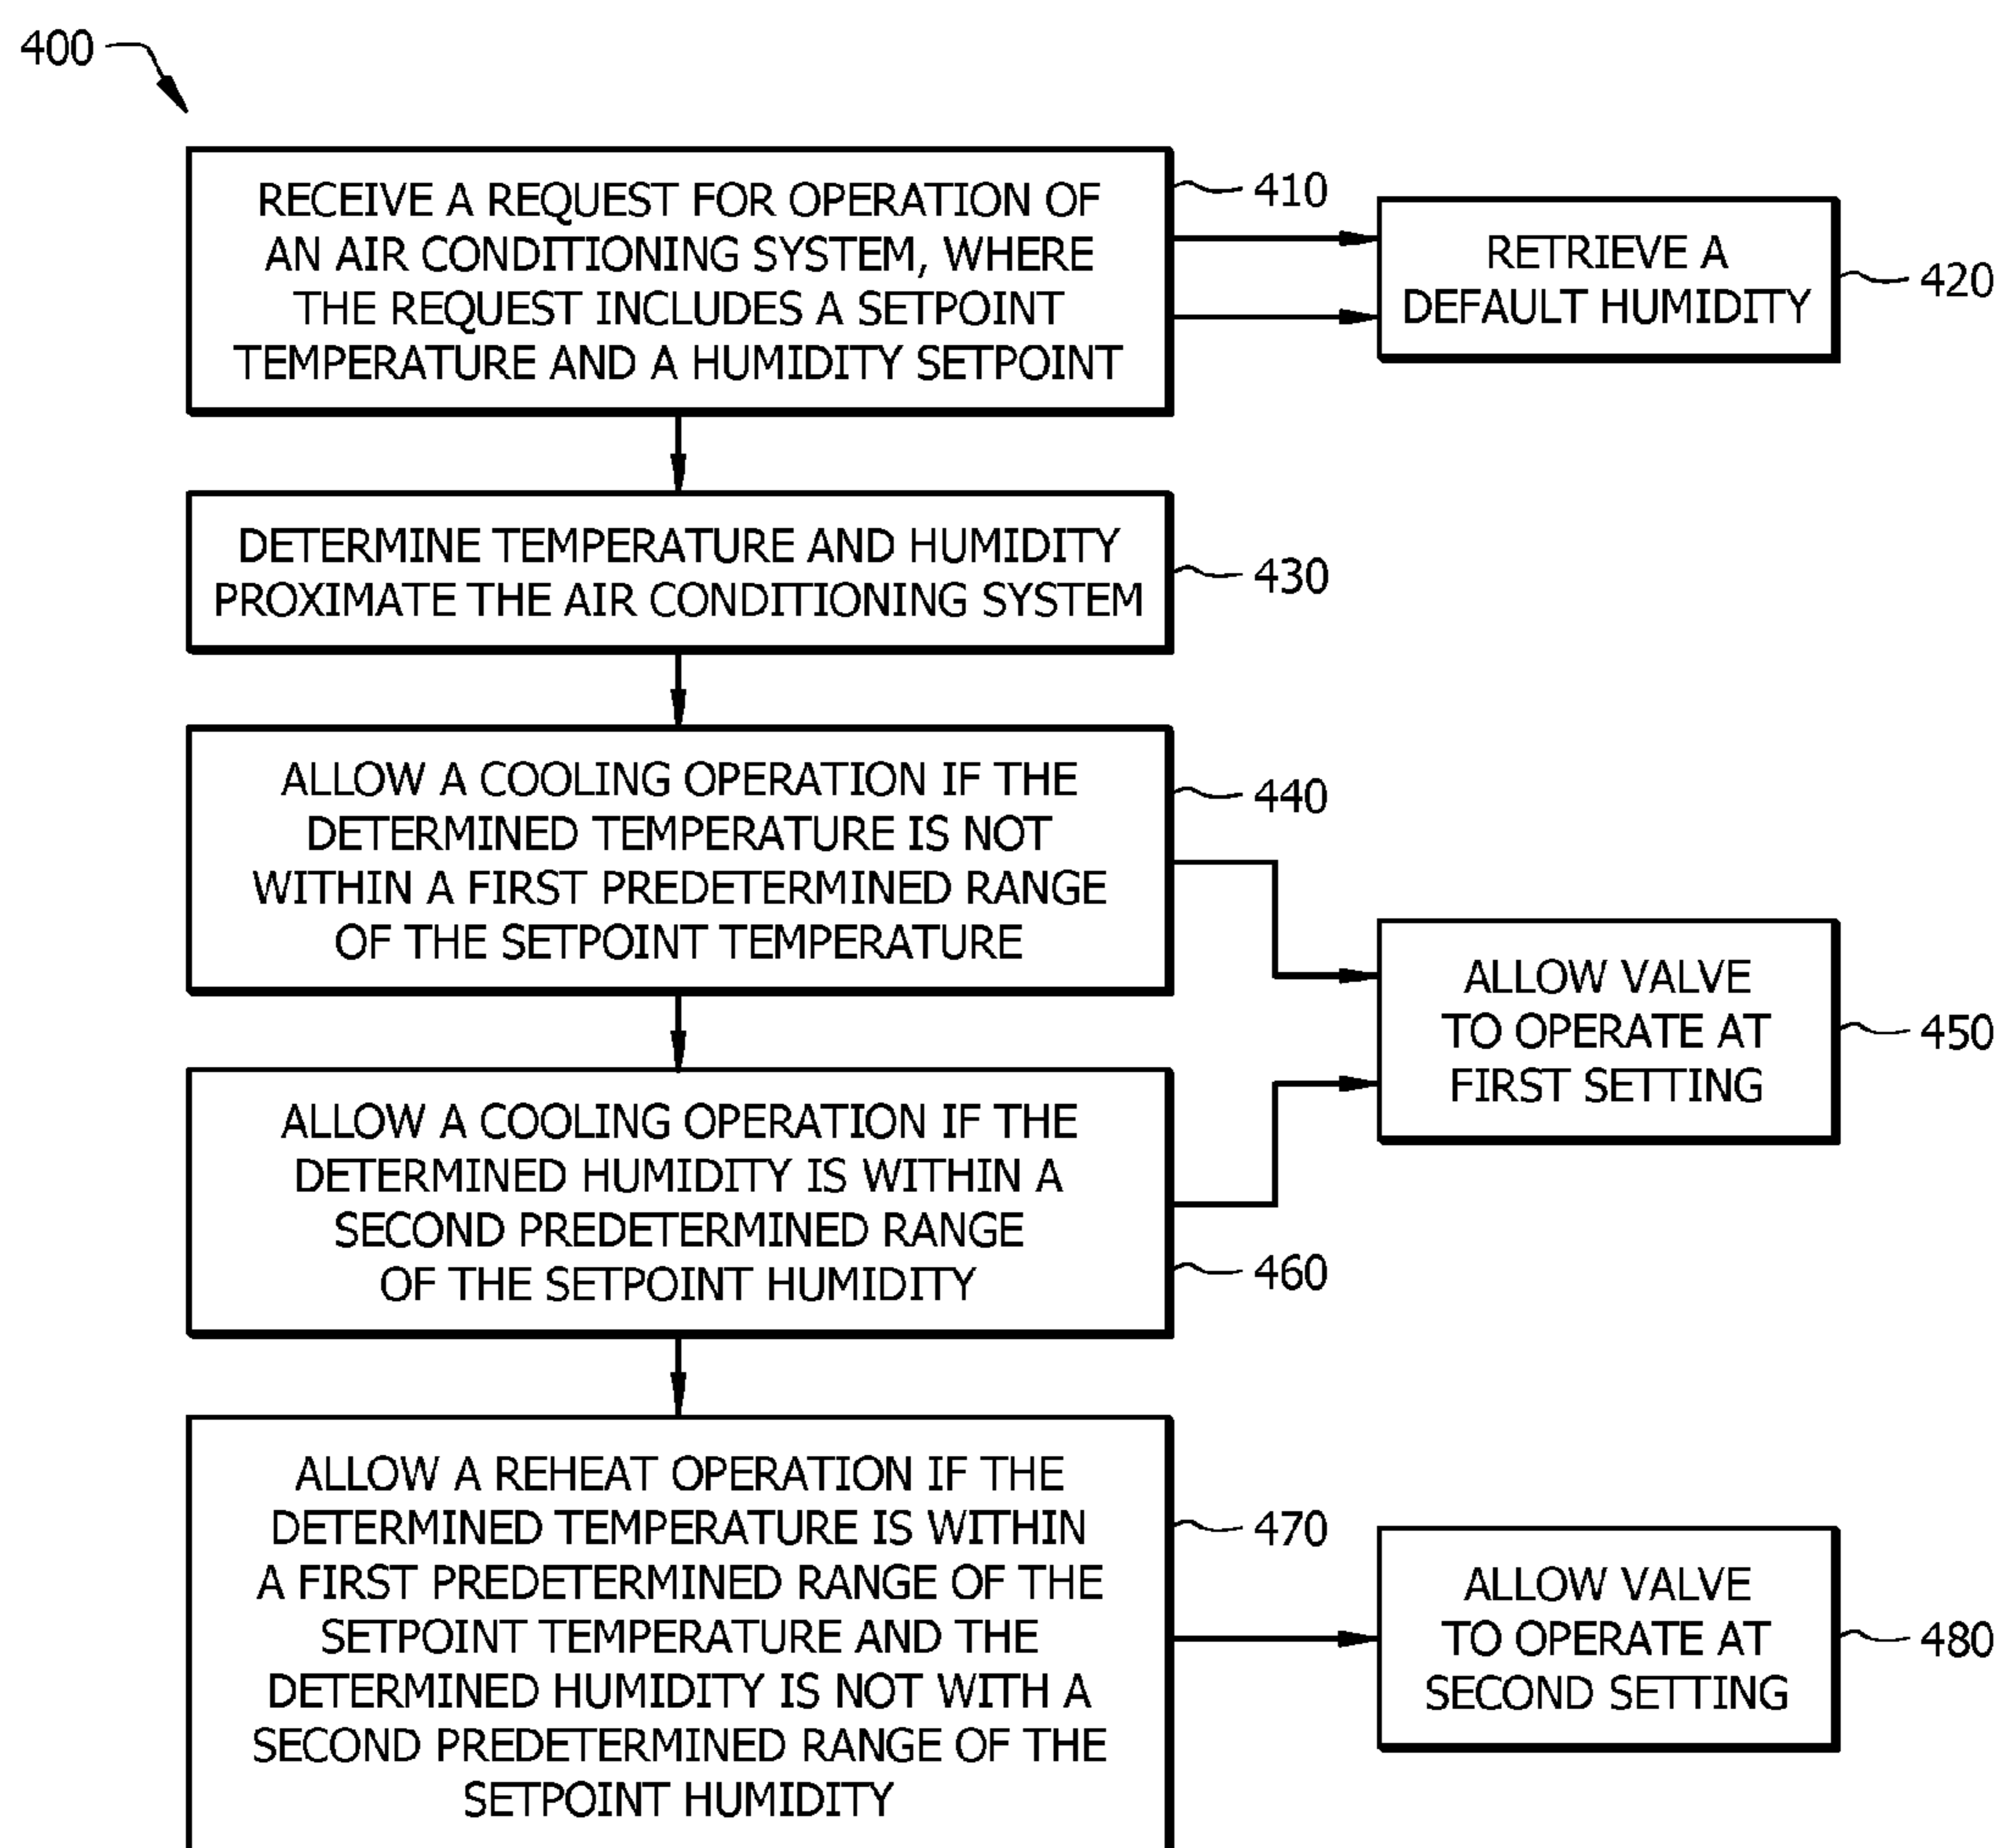 400
RECEIVE A REQUEST FOR OPERATION OF
AN AIR CONDITIONING SYSTEM, WHERE
THE REQUEST INCLUDES A SETPOINT
TEMPERATURE AND A HUMIDITY SETPOINT
410
RETRIEVE A
DEFAULT HUMIDITY
420
DETERMINE TEMPERATURE AND HUMIDITY
PROXIMATE THE AIR CONDITIONING SYSTEM
430
ALLOW A COOLING OPERATION IF THE
DETERMINED TEMPERATURE IS NOT
WITHIN A FIRST PREDETERMINED RANGE
OF THE SETPOINT TEMPERATURE
440
ALLOW VALVE
TO OPERATE AT
FIRST SETTING
450
ALLOW A COOLING OPERATION IF THE
DETERMINED HUMIDITY IS WITHIN A
SECOND PREDETERMINED RANGE
OF THE SETPOINT HUMIDITY
460
ALLOW A REHEAT OPERATION IF THE
DETERMINED TEMPERATURE IS WITHIN
A FIRST PREDETERMINED RANGE OF THE
SETPOINT TEMPERATURE AND THE
DETERMINED HUMIDITY IS NOT WITH A
SECOND PREDETERMINED RANGE OF THE
SETPOINT HUMIDITY
470
ALLOW VALVE
TO OPERATE AT
SECOND SETTING
480